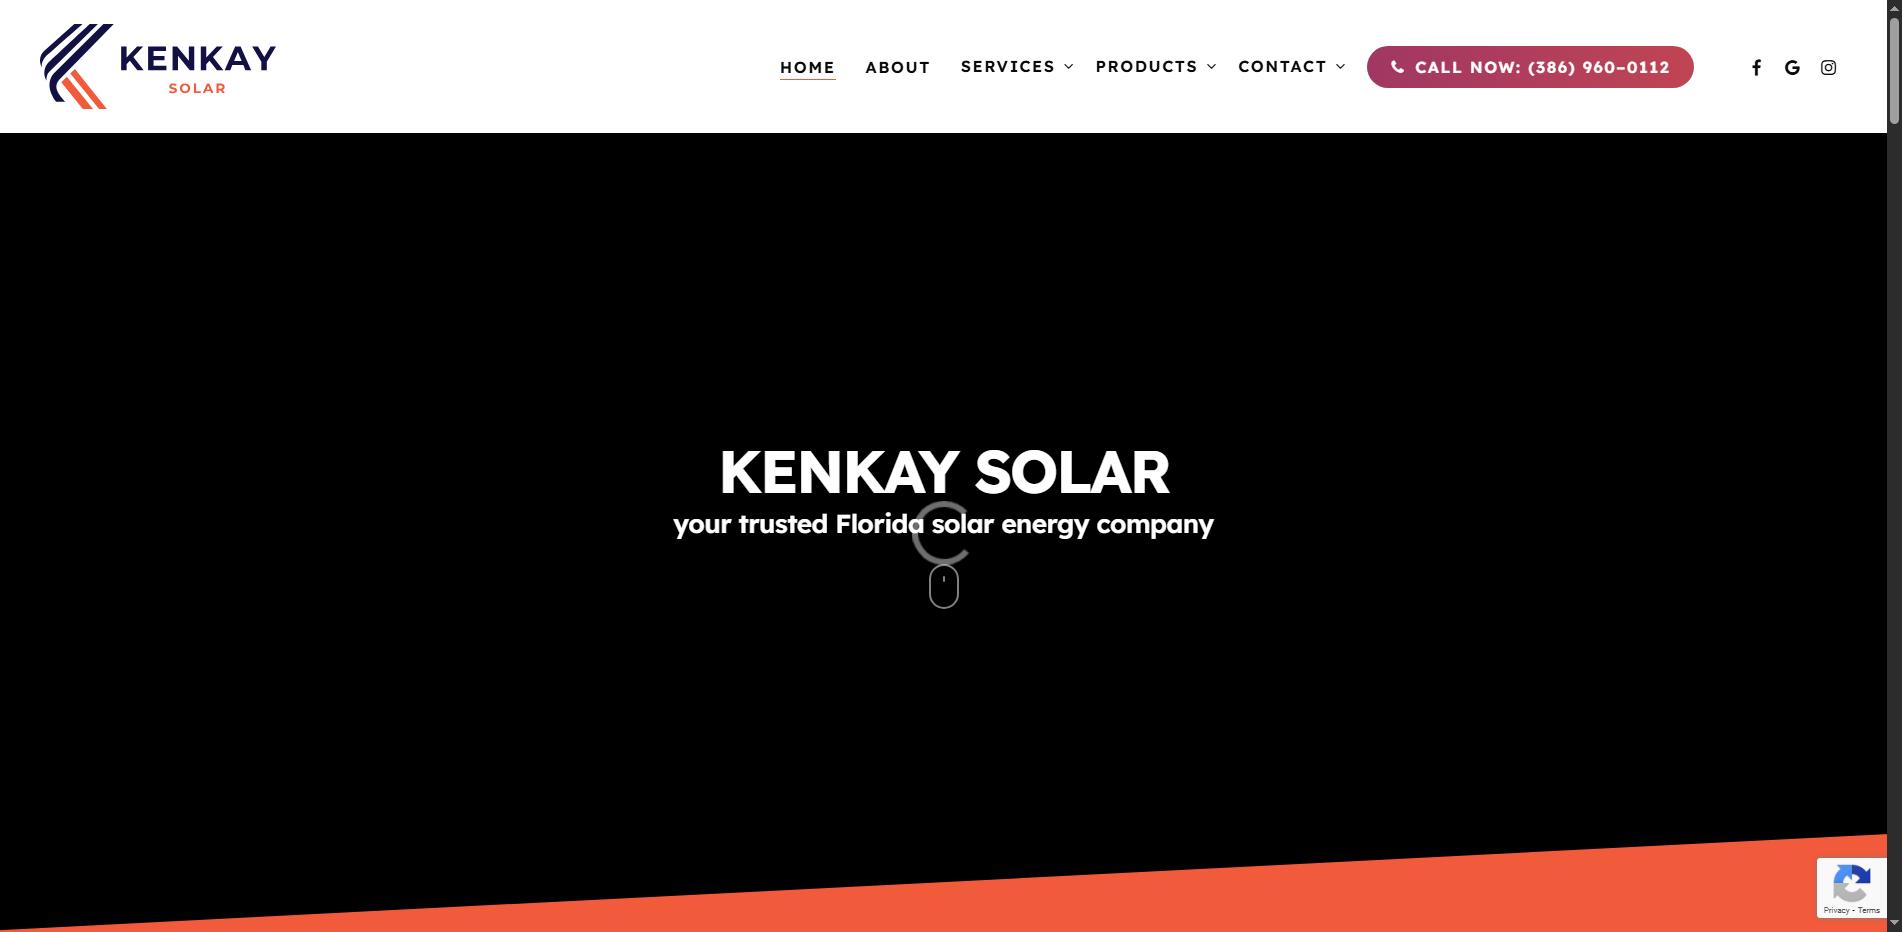 KENKAY
SOLAR
HOME ABOUT SERVICES PRODUCTS CONTACT CALL NOW: (386) 960-0112
KENKAY SOLAR
your trusted Florida solar energy company
Privacy - Terms